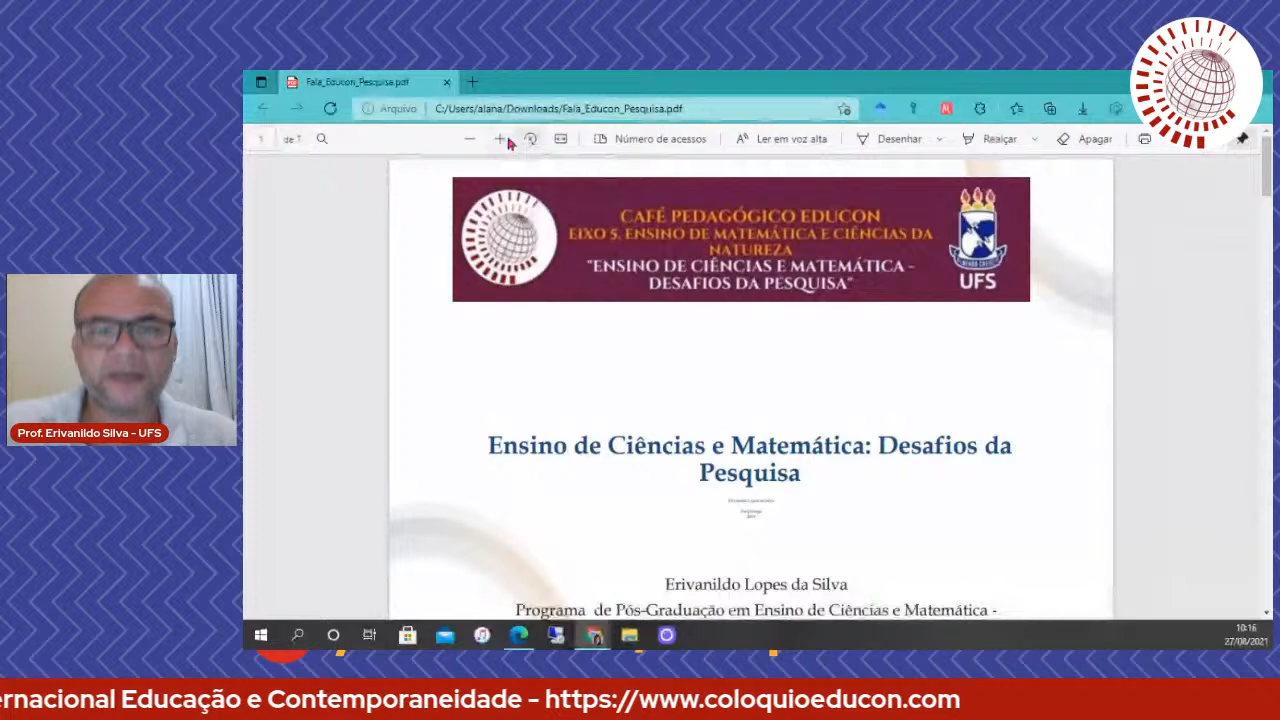 Fala_Educon_Pesquisa.pdf
Arquivo
C:/Users/alana/Downloads/Fala_Educon_Pesquisa.pdf
1 de 7
Número de acessos
Ler em voz alta
Desenhar
Realçar
Apagar
CAFÉ PEDAGÓGICO EDUCON
EIXO 5, ENSINO DE MATEMÁTICA E CIÊNCIAS DA
NATUREZA
"ENSINO DE CIÊNCIAS E MATEMÁTICA -
DESAFIOS DA PESQUISA"
UFS
Prof. Erivanildo Silva - UFS
Ensino de Ciências e Matemática: Desafios da
Pesquisa
Erivanildo Lopes da Silva
Programa de Pós-Graduação em Ensino de Ciências e Matemática -
10:16
27/08/2021
ernacional Educação e Contemporaneidade - https://www.coloquioeducon.com